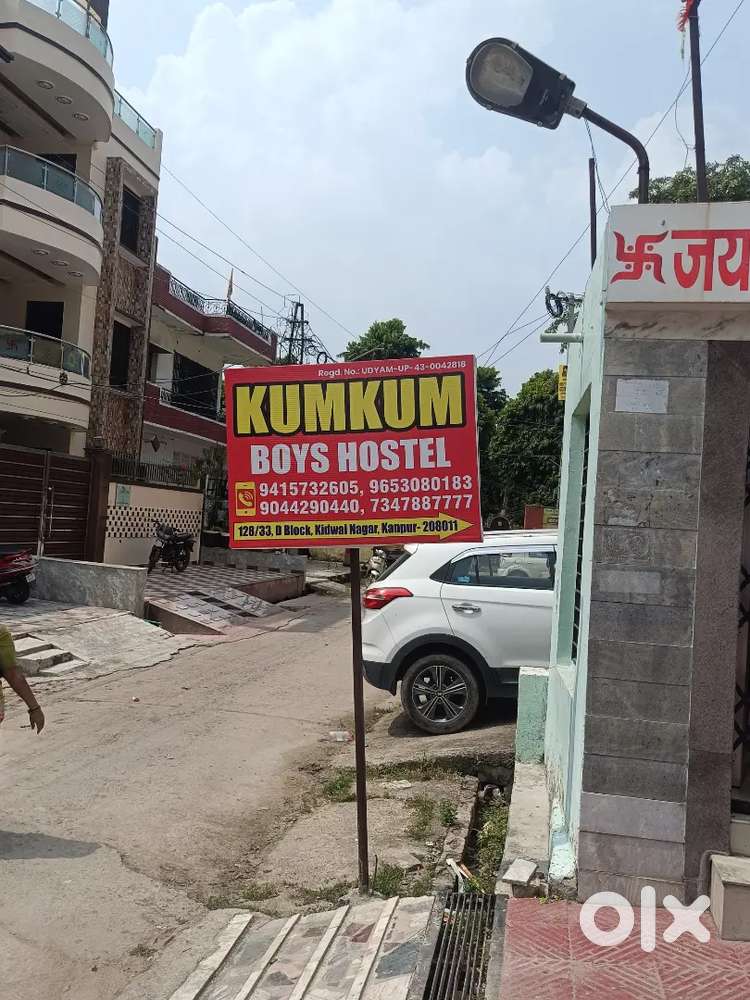 Regd. No.: UDYAM-UP-43-0042816
KUMKUM
BOYS HOSTEL
9415732605, 9653080183
9044290440, 7347887777
128/33, D Block, Kidwai Nagar, Kanpur- 208011
जय
olx